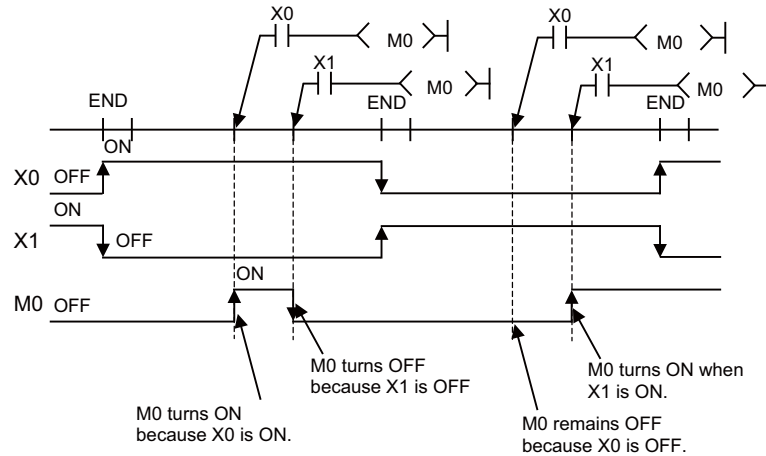 X0
M0
X0
M0
X1
M0
X1
M0
END
END
END
ON
X0 OFF
ON
X1
OFF
ON
M0 OFF
M0 turns OFF
because X1 is OFF
M0 turns ON when
X1 is ON.
M0 turns ON
because X0 is ON.
M0 remains OFF
because X0 is OFF.